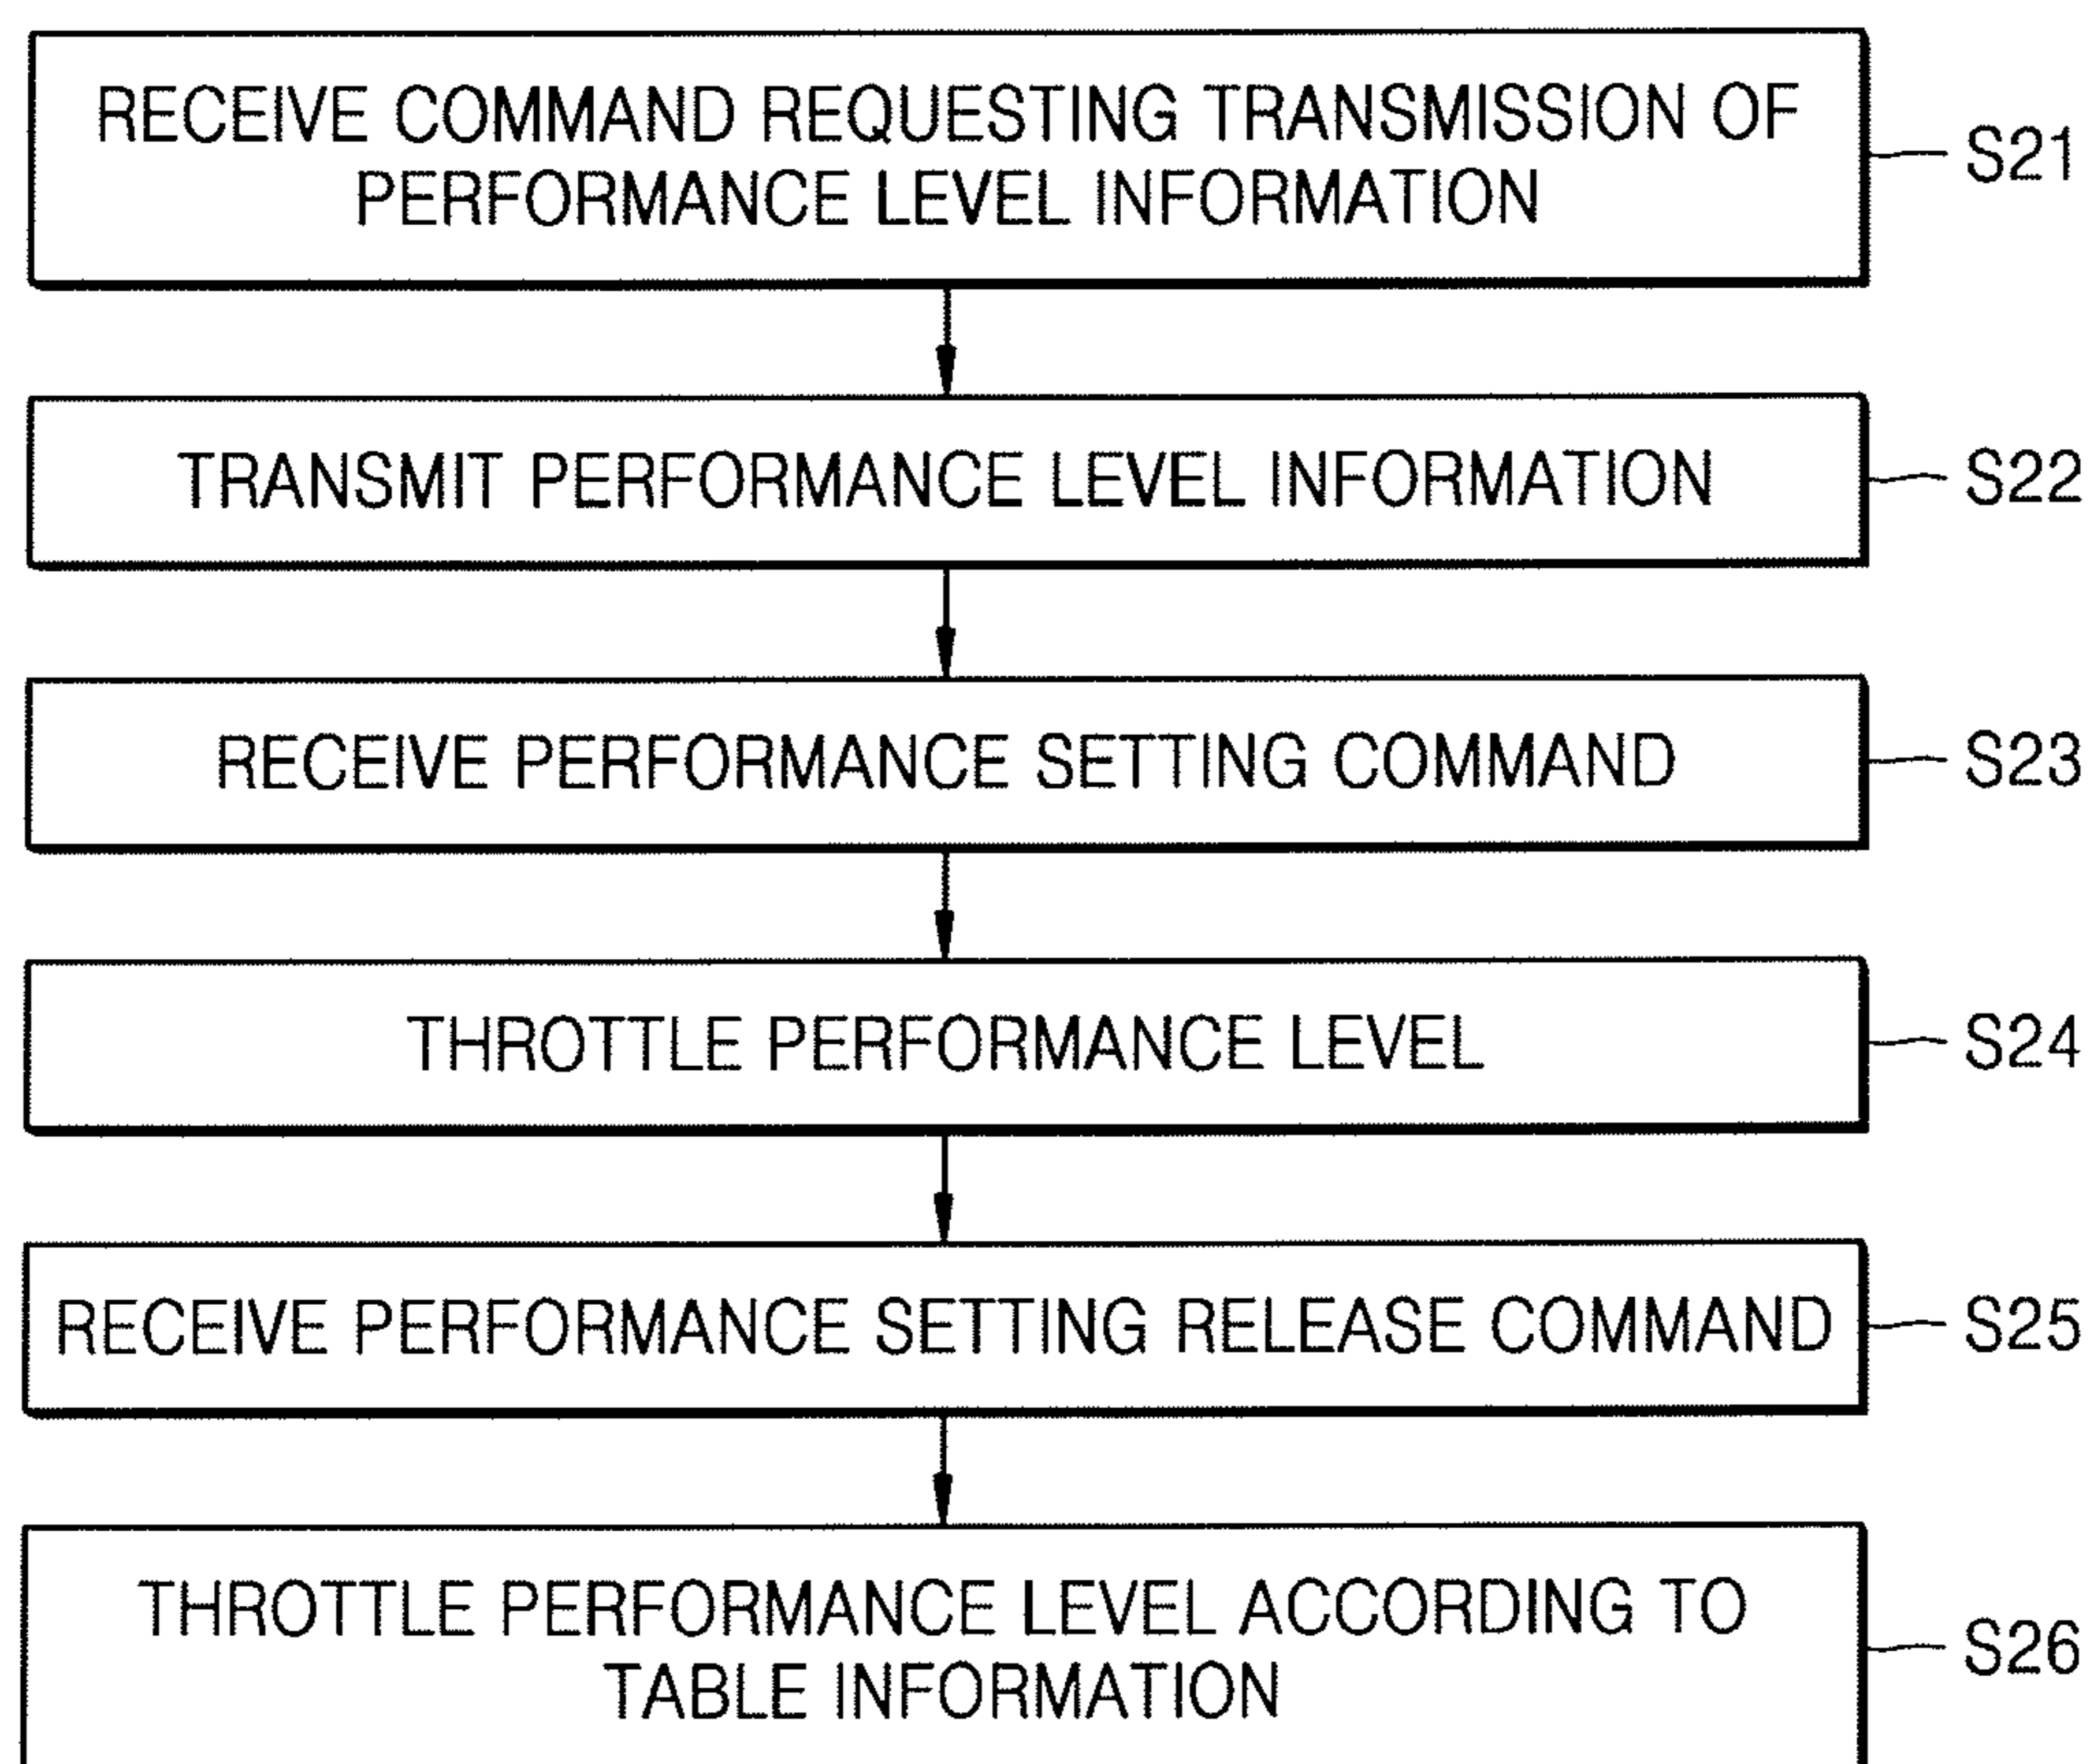 RECEIVE COMMAND REQUESTING TRANSMISSION OF
PERFORMANCE LEVEL INFORMATION
S21
TRANSMIT PERFORMANCE LEVEL INFORMATION
S22
RECEIVE PERFORMANCE SETTING COMMAND
S23
THROTTLE PERFORMANCE LEVEL
S24
RECEIVE PERFORMANCE SETTING RELEASE COMMAND
S25
THROTTLE PERFORMANCE LEVEL ACCORDING TO
TABLE INFORMATION
S26